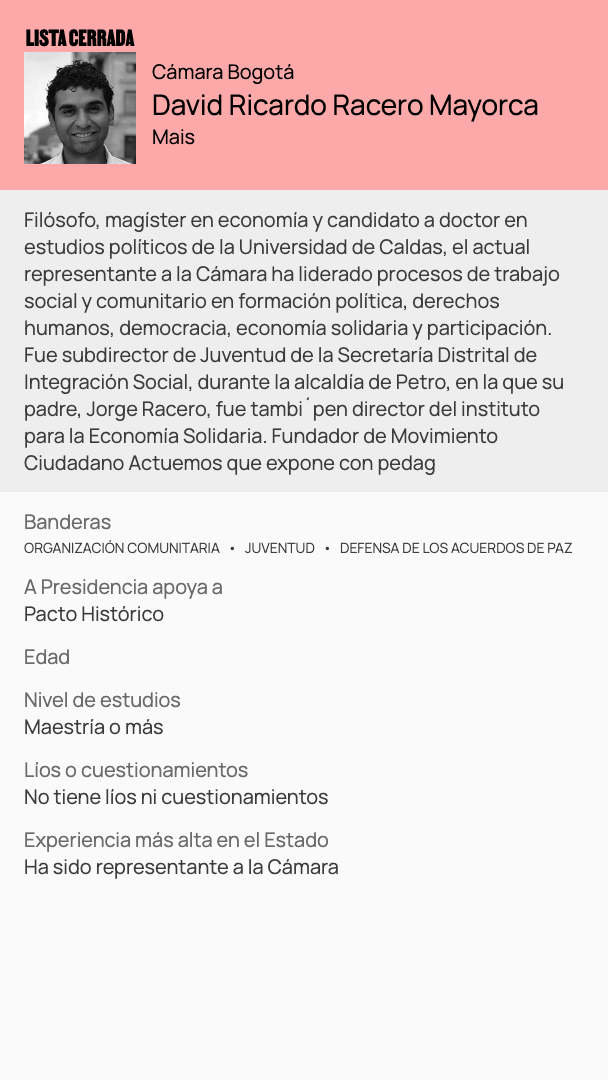 LISTA CERRADA
Cámara Bogotá
David Ricardo Racero Mayorca
Mais
Filósofo, magíster en economía y candidato a doctor en
estudios políticos de la Universidad de Caldas, el actual
representante a la Cámara ha liderado procesos de trabajo
social y comunitario en formación política, derechos
humanos, democracia, economía solidaria y participación.
Fue subdirector de Juventud de la Secretaría Distrital de
Integración Social, durante la alcaldía de Petro, en la que su
padre, Jorge Racero, fue tambi´pen director del instituto
para la Economía Solidaria. Fundador de Movimiento
Ciudadano Actuemos que expone con pedag
Banderas
ORGANIZACIÓN COMUNITARIA • JUVENTUD • DEFENSA DE LOS ACUERDOS DE PAZ
A Presidencia apoya a
Pacto Histórico
Edad
Nivel de estudios
Maestría o más
Líos o cuestionamientos
No tiene líos ni cuestionamientos
Experiencia más alta en el Estado
Ha sido representante a la Cámara